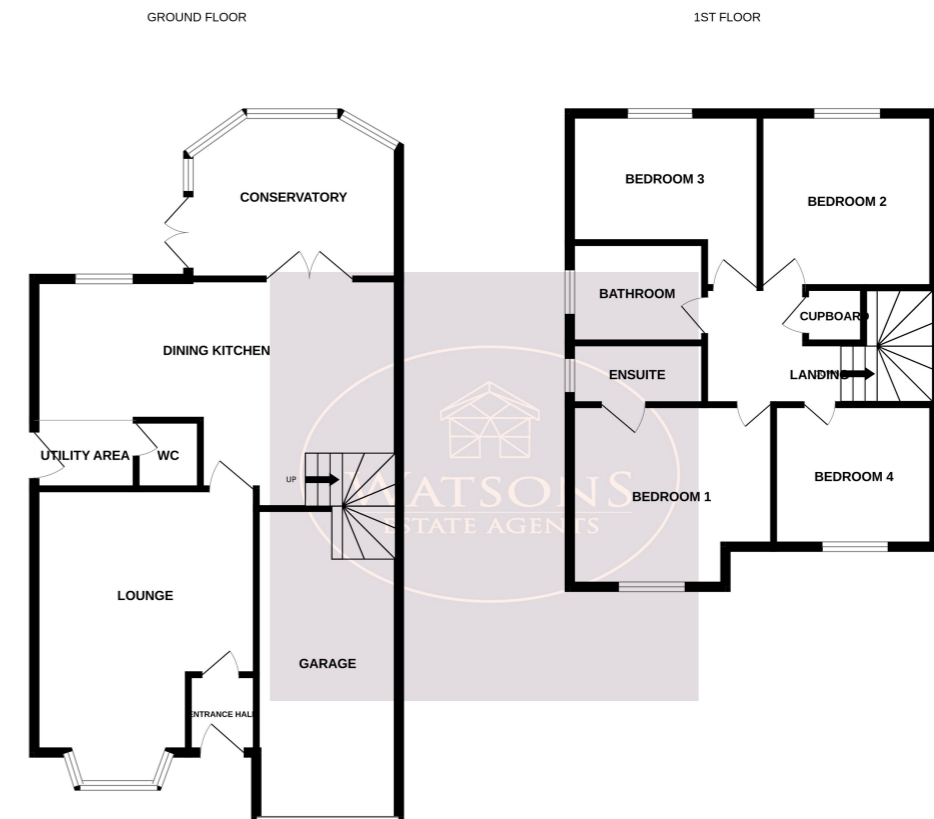 GROUND FLOOR
1ST FLOOR
CONSERVATORY
DINING KITCHEN
UTILITY AREA
WC
UP
LOUNGE
ENTRANCE HALL
GARAGE
BEDROOM 3
BEDROOM 2
BATHROOM
CUPBOARD
ENSUITE
LANDING
BEDROOM 1
BEDROOM 4
WATSONS
ESTATE AGENTS